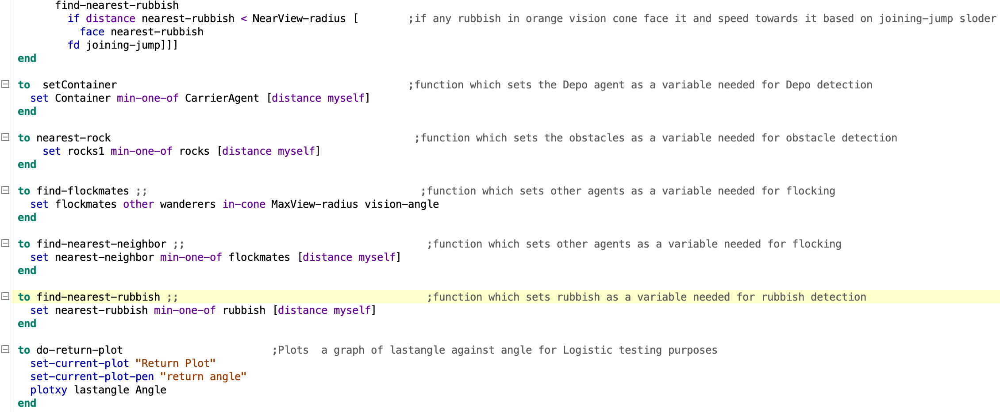 find-nearest-rubbish
if distance nearest-rubbish < NearView-radius [ ;if any rubbish in orange vision cone face it and speed towards it based on joining-jump sloder
face nearest-rubbish
fd joining-jump]]]
end
to setContainer ;function which sets the Depo agent as a variable needed for Depo detection
set Container min-one-of CarrierAgent [distance myself]
end
to nearest-rock ;function which sets the obstacles as a variable needed for obstacle detection
set rocks1 min-one-of rocks [distance myself]
end
to find-flockmates ;; ;function which sets other agents as a variable needed for flocking
set flockmates other wanderers in-cone MaxView-radius vision-angle
end
to find-nearest-neighbor ;; ;function which sets other agents as a variable needed for flocking
set nearest-neighbor min-one-of flockmates [distance myself]
end
to find-nearest-rubbish ;; ;function which sets rubbish as a variable needed for rubbish detection
set nearest-rubbish min-one-of rubbish [distance myself]
end
to do-return-plot ;Plots  a graph of lastangle against angle for Logistic testing purposes
set-current-plot "Return Plot"
set-current-plot-pen "return angle"
plotxy lastangle Angle
end